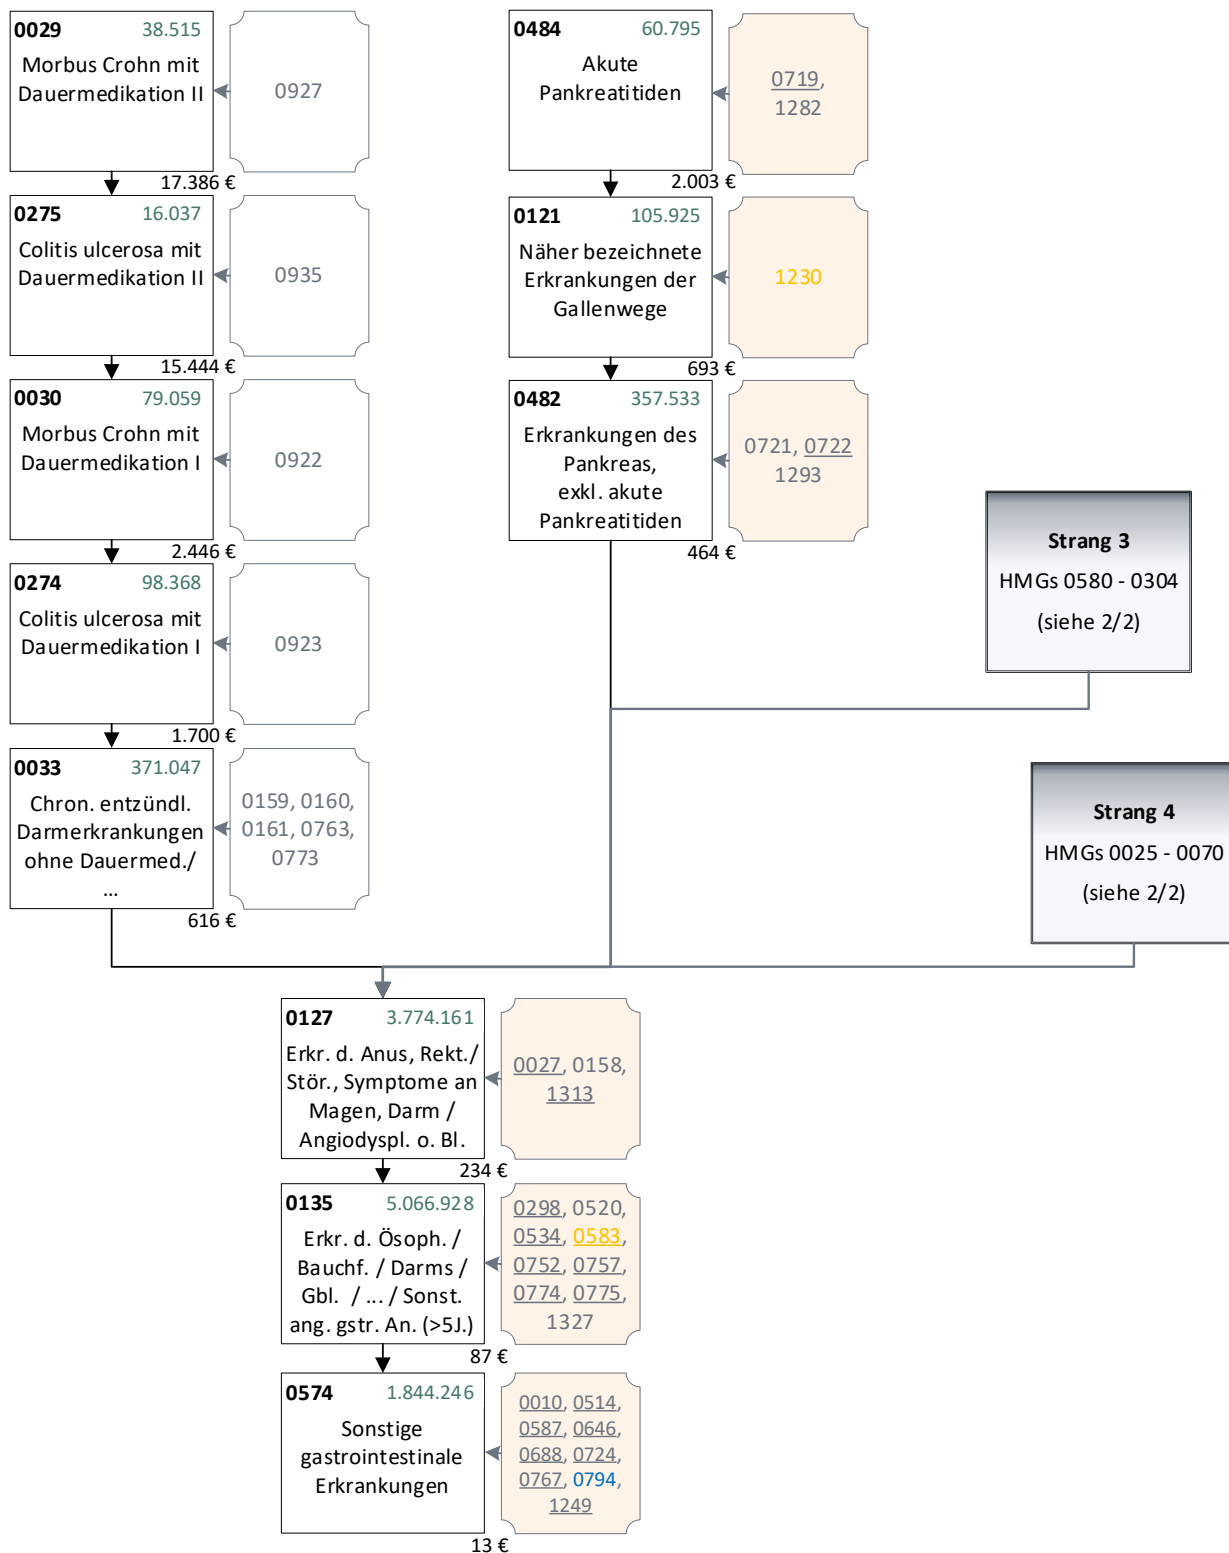 0029 38.515
Morbus Crohn mit
Dauermedikation II
0927
17.386 €
0275 16.037
Colitis ulcerosa mit
Dauermedikation II
0935
15.444 €
0030 79.059
Morbus Crohn mit
Dauermedikation I
0922
2.446 €
0274 98.368
Colitis ulcerosa mit
Dauermedikation I
0923
1.700 €
0033 371.047
Chron. entzündl.
Darmerkrankungen
ohne Dauermed./
...
0159, 0160,
0161, 0763,
0773
616 €
0484 60.795
Akute
Pankreatitiden
0719,
1282
2.003 €
0121 105.925
Näher bezeichnete
Erkrankungen der
Gallenwege
1230
693 €
0482 357.533
Erkrankungen des
Pankreas,
exkl. akute
Pankreatitiden
0721, 0722
1293
464 €
Strang 3
HMGs 0580 - 0304
(siehe 2/2)
Strang 4
HMGs 0025 - 0070
(siehe 2/2)
0127 3.774.161
Erkr. d. Anus, Rekt./
Stör., Symptome an
Magen, Darm /
Angiodyspl. o. Bl.
0027, 0158,
1313
234 €
0135 5.066.928
Erkr. d. Ösoph. /
Bauchf. / Darms /
Gbl. / ... / Sonst.
ang. gstr. An. (>5J.)
0298, 0520,
0534, 0583,
0752, 0757,
0774, 0775,
1327
87 €
0574 1.844.246
Sonstige
gastrointestinale
Erkrankungen
0010, 0514,
0587, 0646,
0688, 0724,
0767, 0794,
1249
13 €